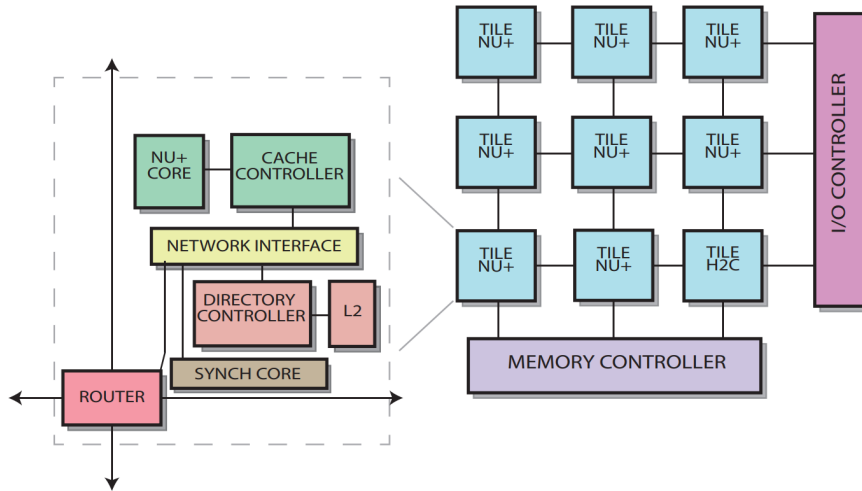 TILE
NU+
TILE
NU+
TILE
NU+
I/O CONTROLLER
NU+
CORE
CACHE
CONTROLLER
TILE
NU+
TILE
NU+
TILE
NU+
NETWORK INTERFACE
TILE
NU+
TILE
NU+
TILE
H2C
DIRECTORY
CONTROLLER
L2
SYNCH CORE
MEMORY CONTROLLER
ROUTER